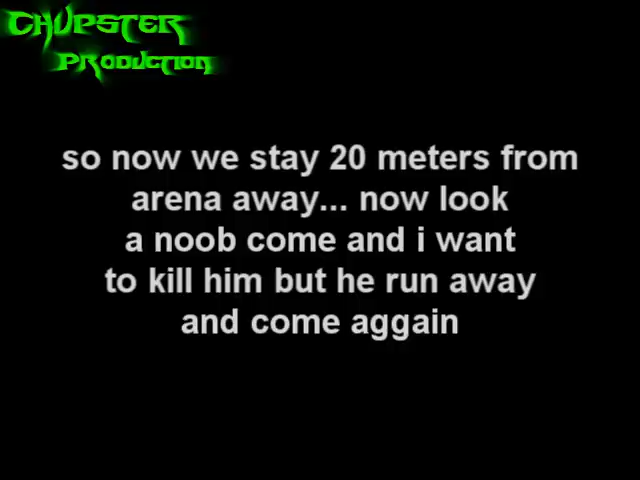 CHUPSTER
PRODUCTION
so now we stay 20 meters from
arena away... now look
a noob come and i want
to kill him but he run away
and come aggain